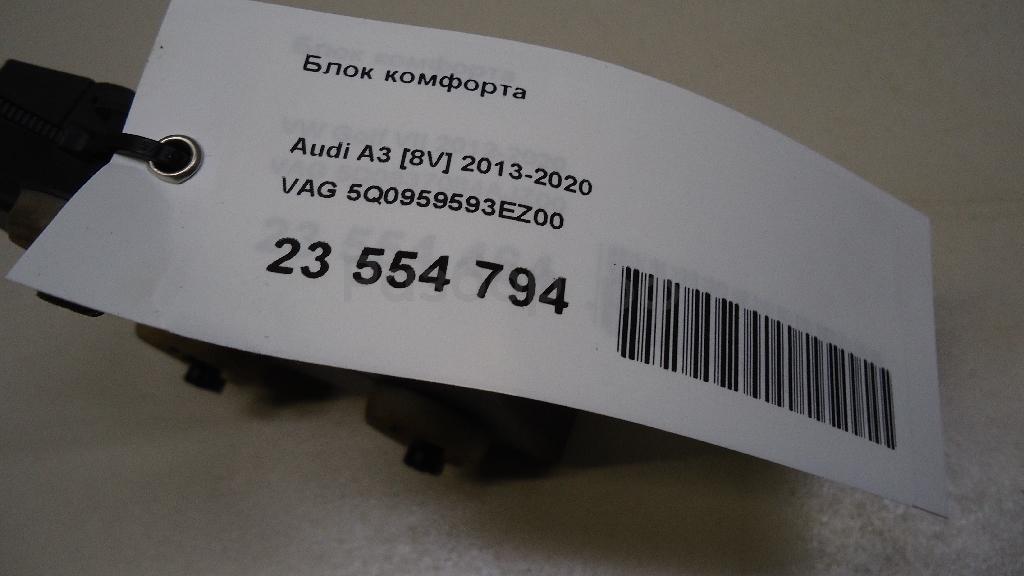 Блок комфорта
Audi A3 [8V] 2013-2020
VAG 5Q0959593EZ00
23 554 794